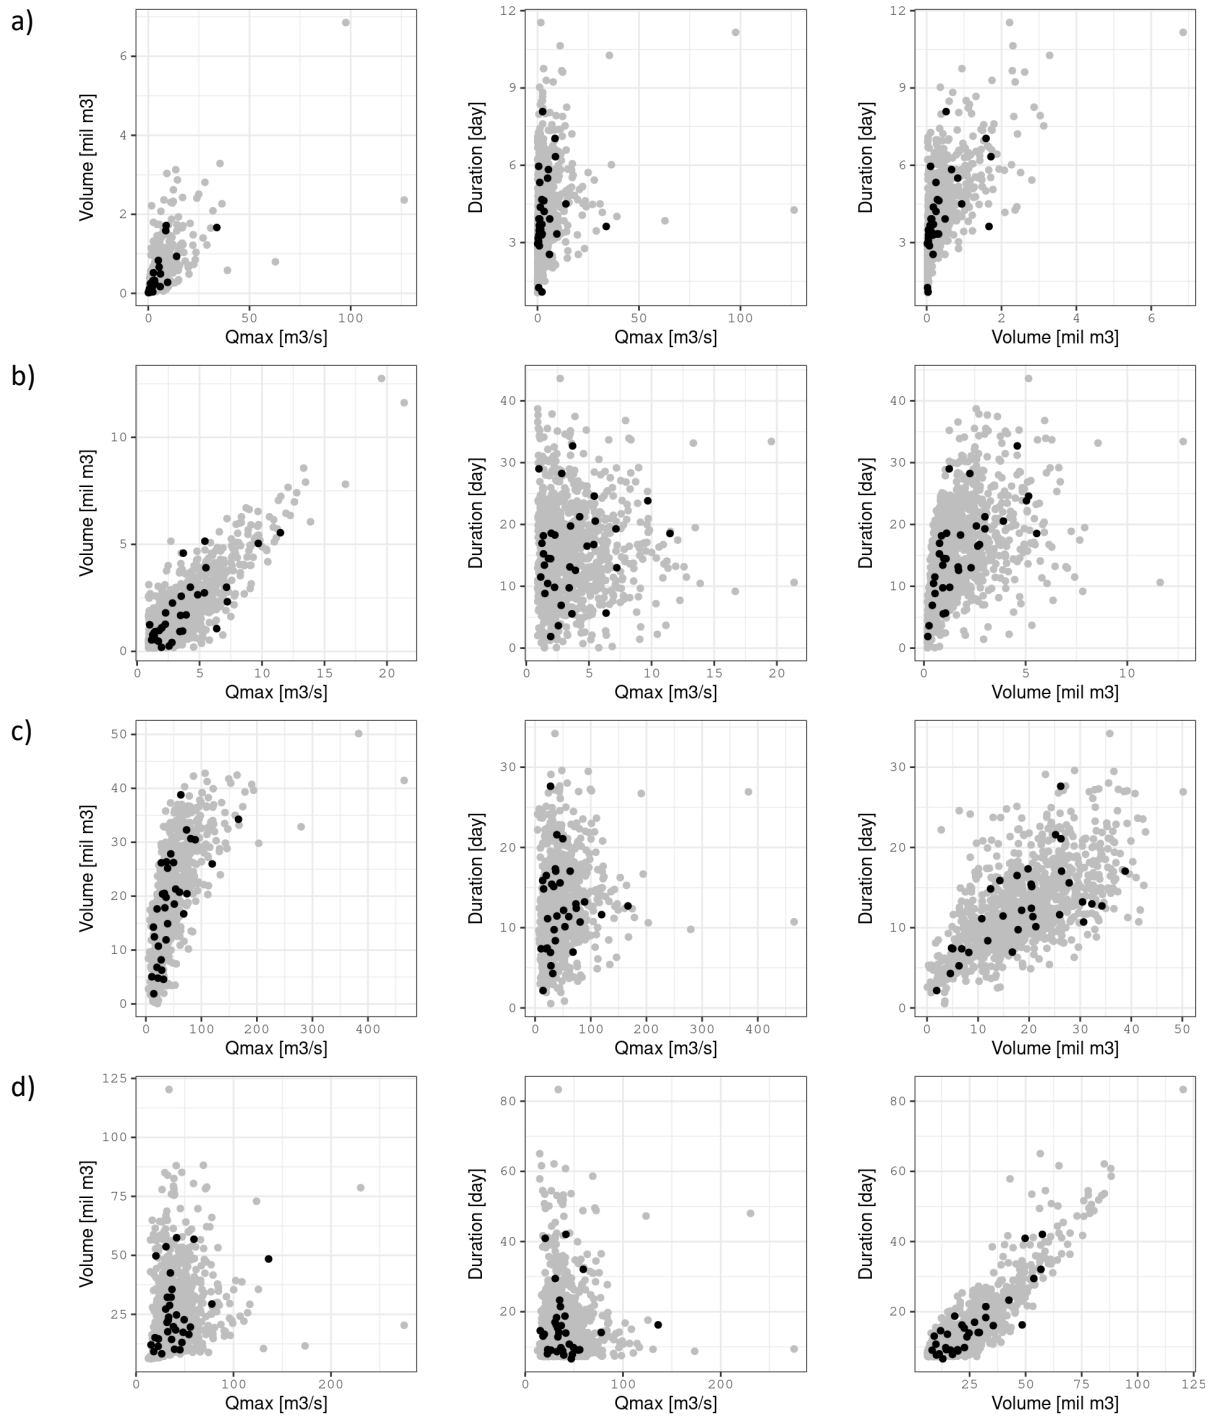 a)
Volume [mil m3]
6
4
2
0
0 50 100
Qmax [m3/s]
Duration [day]
12
9
6
3
0 50 100
Qmax [m3/s]
Duration [day]
12
9
6
3
0 2 4 6
Volume [mil m3]
b)
Volume [mil m3]
10
5
0
0 5 10 15 20
Qmax [m3/s]
Duration [day]
40
30
20
10
0
0 5 10 15 20
Qmax [m3/s]
Duration [day]
40
30
20
10
0
0 5 10
Volume [mil m3]
c)
Volume [mil m3]
50
40
30
20
10
0
0 100 200 300 400
Qmax [m3/s]
Duration [day]
30
20
10
0
0 100 200 300 400
Qmax [m3/s]
Duration [day]
30
20
10
0
0 10 20 30 40 50
Volume [mil m3]
d)
Volume [mil m3]
125
100
75
50
25
0 100 200
Qmax [m3/s]
Duration [day]
80
60
40
20
0 100 200
Qmax [m3/s]
Duration [day]
80
60
40
20
25 50 75 100 125
Volume [mil m3]